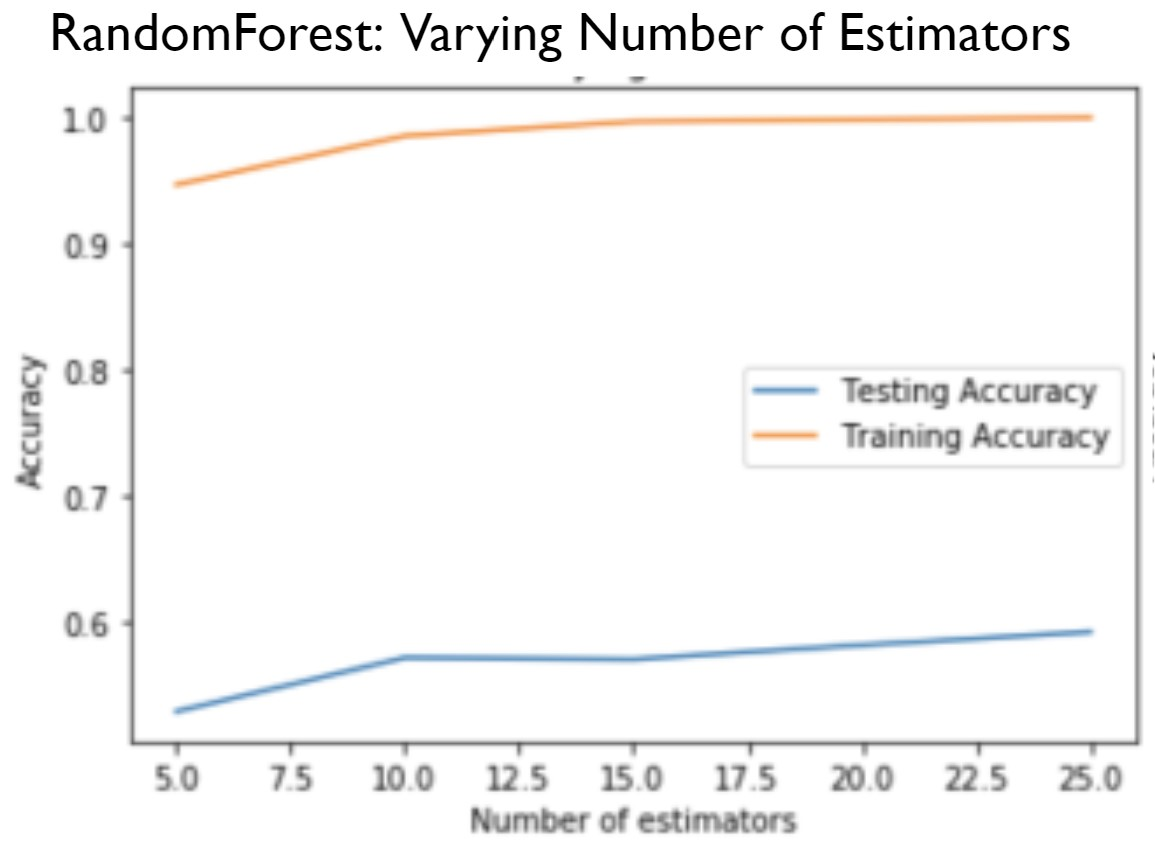 RandomForest: Varying Number of Estimators
1.0
0.9
0.8
0.7
0.6
Accuracy
Testing Accuracy
Training Accuracy
5.0 7.5 10.0 12.5 15.0 17.5 20.0 22.5 25.0
Number of estimators